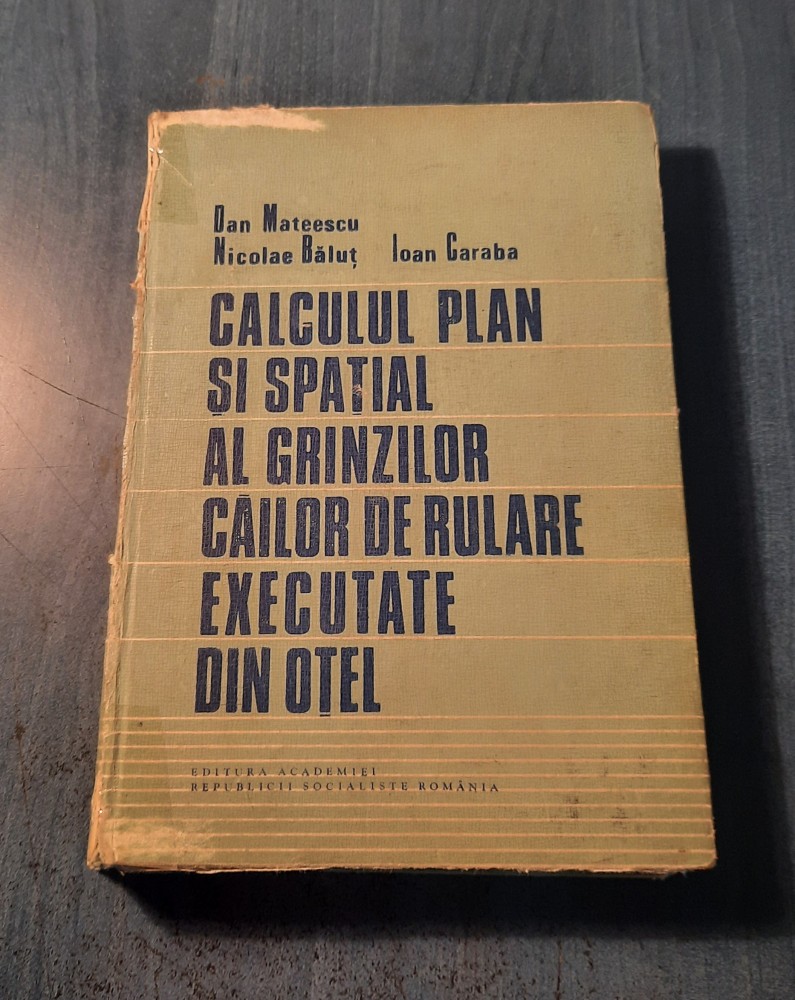 Dan Mateescu
Nicolae Băluț Ioan Caraba
CALCULUL PLAN
ȘI SPAȚIAL
AL GRINZILOR
CĂILOR DE RULARE
EXECUTATE
DIN OȚEL
EDITURA ACADEMIEI
REPUBLICII SOCIALISTE ROMÂNIA